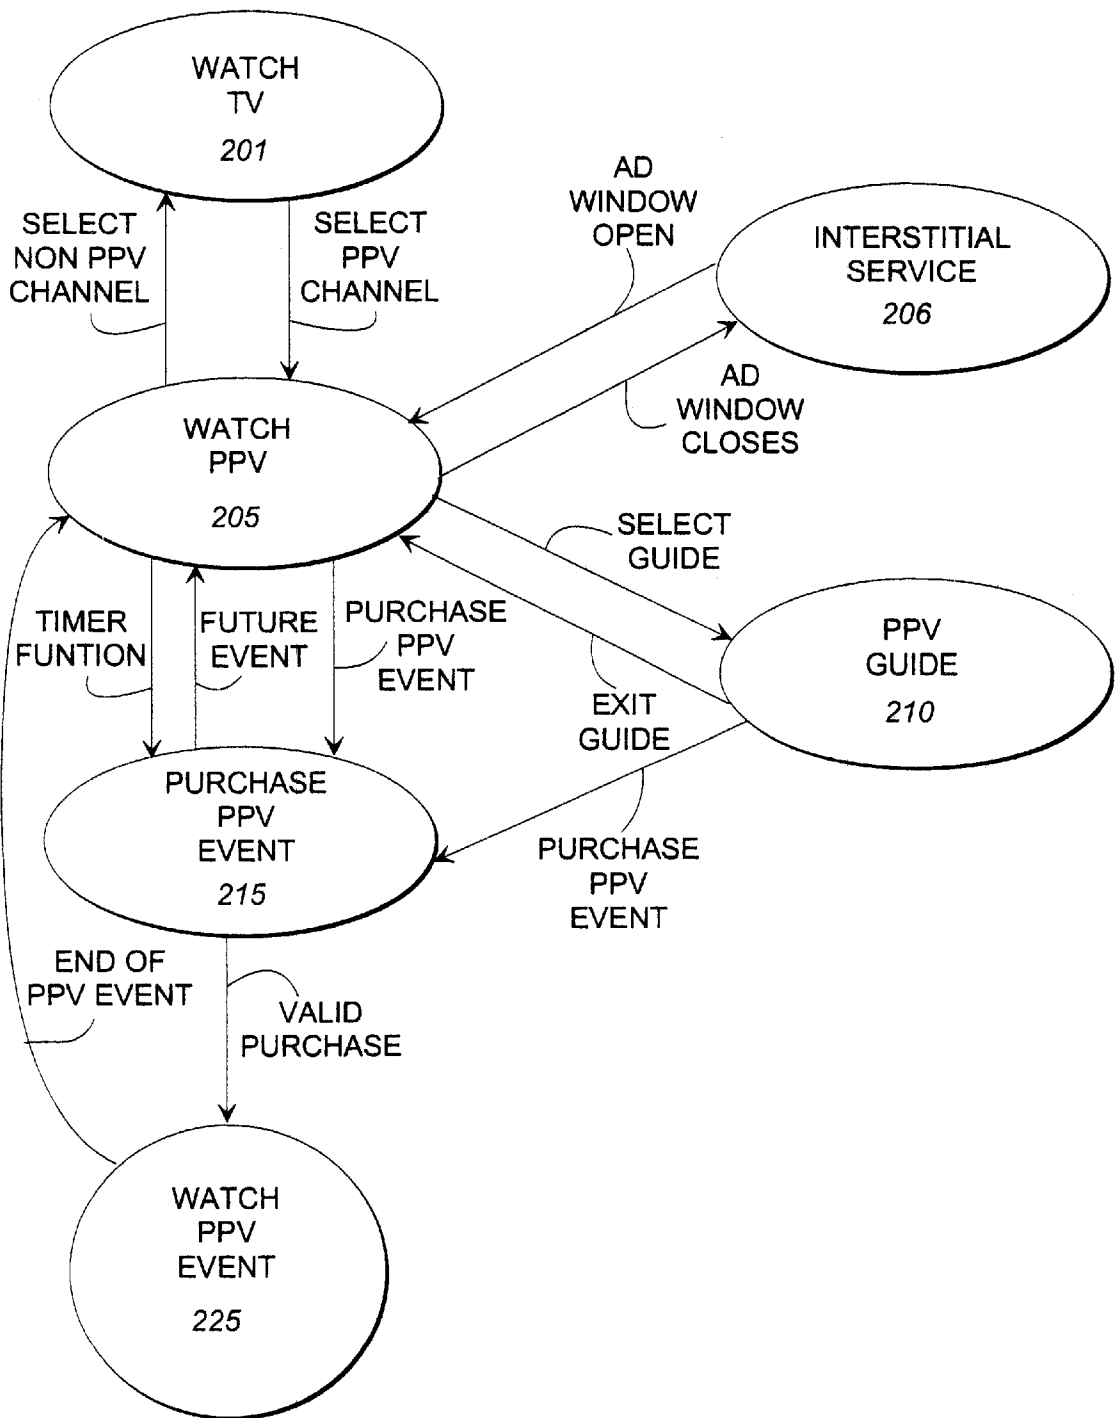 WATCH
TV
201
SELECT
NON PPV
CHANNEL
SELECT
PPV
CHANNEL
AD
WINDOW
OPEN
INTERSTITIAL
SERVICE
206
AD
WINDOW
CLOSES
WATCH
PPV
205
SELECT
GUIDE
TIMER
FUNTION
FUTURE
EVENT
PURCHASE
PPV
EVENT
EXIT
GUIDE
PPV
GUIDE
210
PURCHASE
PPV
EVENT
215
PURCHASE
PPV
EVENT
END OF
PPV EVENT
VALID
PURCHASE
WATCH
PPV
EVENT
225